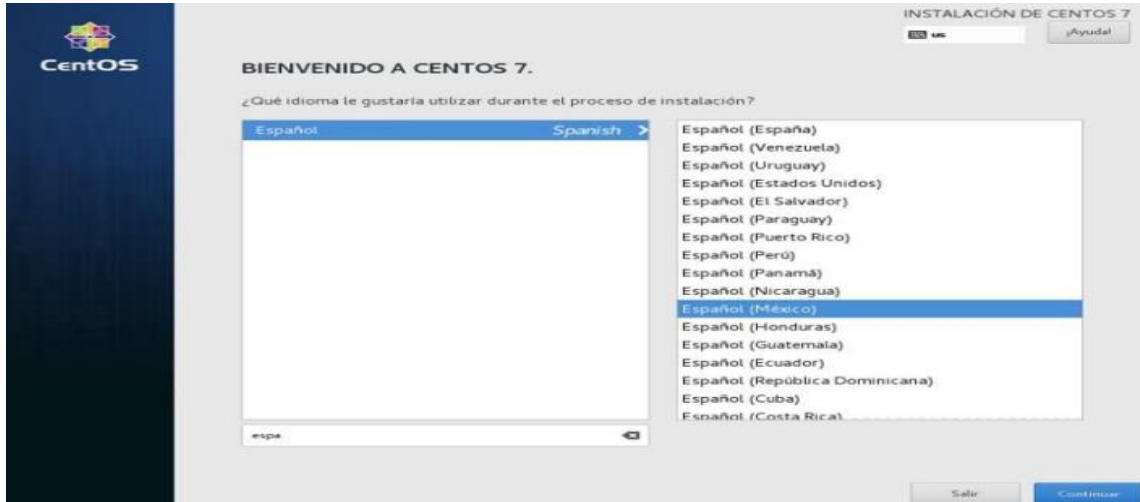 INSTALACIÓN DE CENTOS 7
us
¡Ayuda!
CentOS
BIENVENIDO A CENTOS 7.
¿Qué idioma le gustaría utilizar durante el proceso de instalación?
Español Spanish >
Español (España)
Español (Venezuela)
Español (Uruguay)
Español (Estados Unidos)
Español (El Salvador)
Español (Paraguay)
Español (Puerto Rico)
Español (Perú)
Español (Panamá)
Español (Nicaragua)
Español (México)
Español (Honduras)
Español (Guatemala)
Español (Ecuador)
Español (República Dominicana)
Español (Cuba)
Español (Costa Rica)
espa
Salir
Continuar